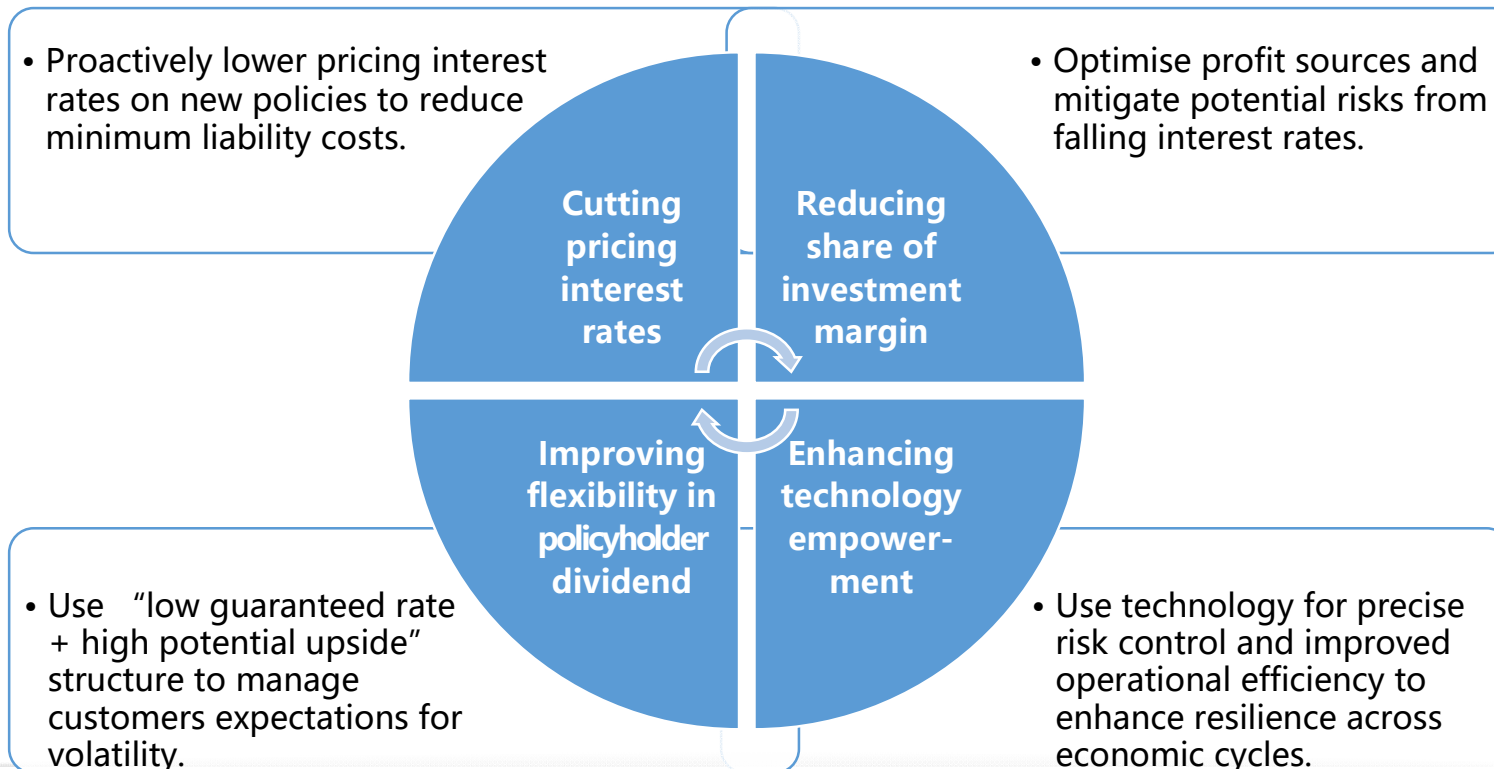 • Proactively lower pricing interest
rates on new policies to reduce
minimum liability costs.
• Optimise profit sources and
mitigate potential risks from
falling interest rates.
Cutting
pricing
interest
rates
Reducing
share of
investment
margin
Improving
flexibility in
policyholder
dividend
Enhancing
technology
empower-
ment
• Use “low guaranteed rate
+ high potential upside”
structure to manage
customers expectations for
volatility.
• Use technology for precise
risk control and improved
operational efficiency to
enhance resilience across
economic cycles.